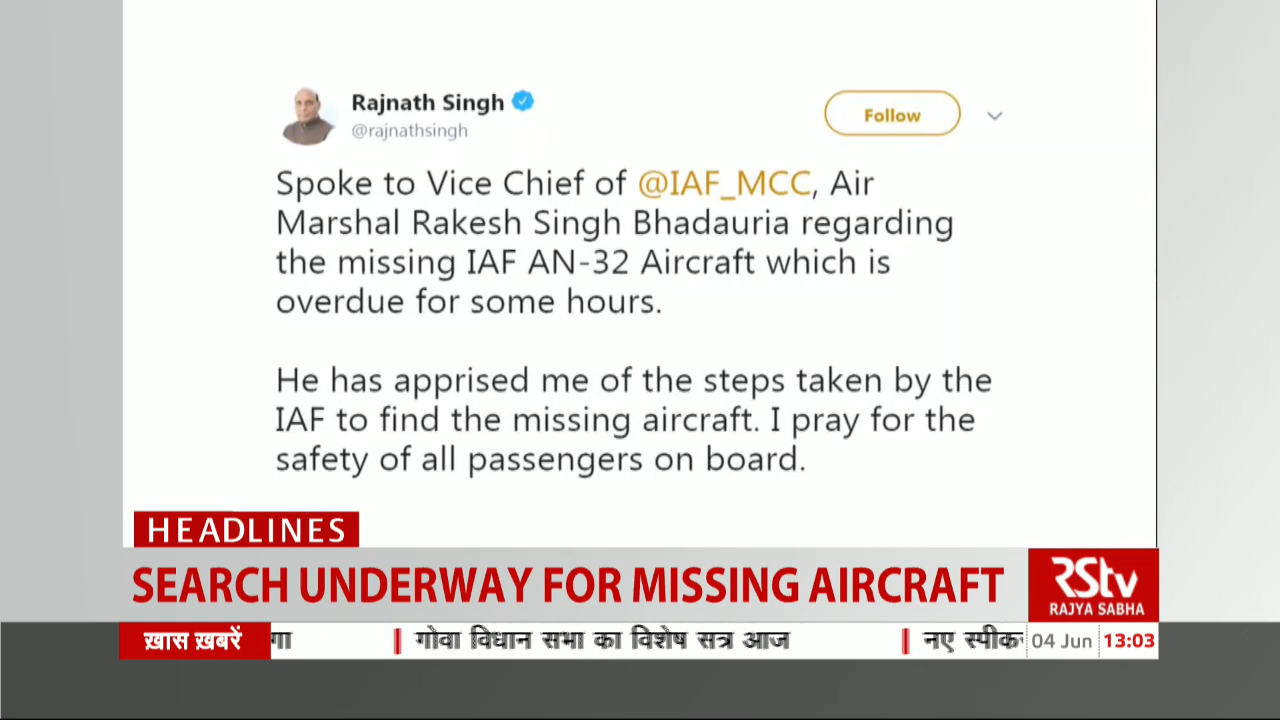 Rajnath Singh
@rajnathsingh
Follow
Spoke to Vice Chief of @IAF_MCC, Air
Marshal Rakesh Singh Bhadauria regarding
the missing IAF AN-32 Aircraft which is
overdue for some hours.
He has apprised me of the steps taken by the
IAF to find the missing aircraft. I pray for the
safety of all passengers on board.
HEADLINES
SEARCH UNDERWAY FOR MISSING AIRCRAFT
RStv
RAJYA SABHA
ख़ास ख़बरें गा | गोवा विधान सभा का विशेष सत्र आज | नए 04 Jun 13:03